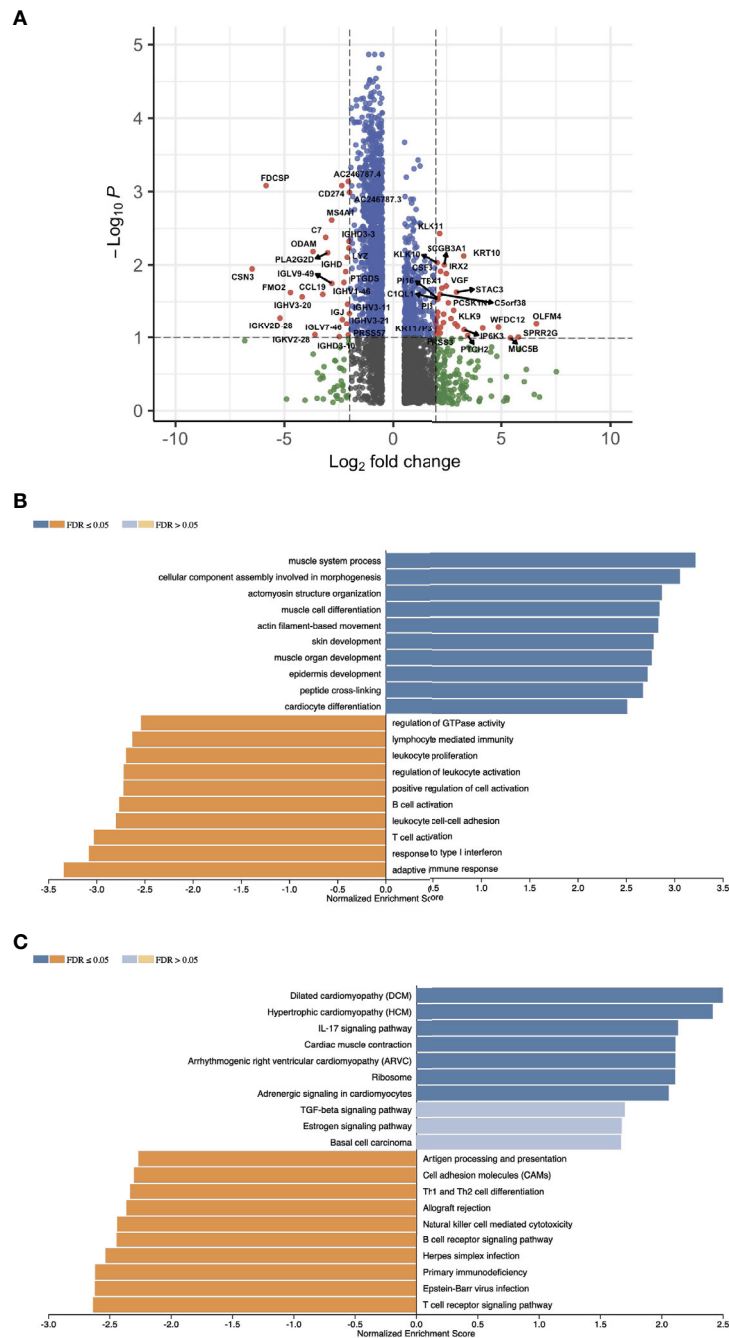 A
5
4
3
2
1
0
− Log10 P
-10
-5
0
5
10
Log2 fold change
FDCSP
AC246787.4
CD274
AC246787.3
MS4A1
C7
IGHD3-3
ODAM
LYZ
PLA2G2D
IGHD
CSN3
IGLV9-49
PTGDS
FMO2
CCL19
IGHV1-46
IGHV3-20
IGHV3-11
IGJ
IGHV3-21
IGKV2D-28
IGLV7-46
PRSS57
IGKV2-28
IGHD3-10
KLK11
SCGB3A1
KRT10
KLK10
IRX2
CSF3
PI16
TEX1
VGF
STAC3
C1QL1
PCSK1N
C5orf38
PI3
KLK9
WFDC12
OLFM4
KRT17P3
IP6K3
SPRR2G
PRSS3
PTCH2
MUC5B
B
FDR ≤ 0.05
FDR > 0.05
muscle system process
cellular component assembly involved in morphogenesis
actomyosin structure organization
muscle cell differentiation
actin filament-based movement
skin development
muscle organ development
epidermis development
peptide cross-linking
cardiocyte differentiation
regulation of GTPase activity
lymphocyte mediated immunity
leukocyte proliferation
regulation of leukocyte activation
positive regulation of cell activation
B cell activation
leukocyte cell-cell adhesion
T cell activation
response to type I interferon
adaptive immune response
-3.5
-3.0
-2.5
-2.0
-1.5
-1.0
-0.5
0.0
0.5
1.0
1.5
2.0
2.5
3.0
3.5
Normalized Enrichment Score
C
FDR ≤ 0.05
FDR > 0.05
Dilated cardiomyopathy (DCM)
Hypertrophic cardiomyopathy (HCM)
IL-17 signaling pathway
Cardiac muscle contraction
Arrhythmogenic right ventricular cardiomyopathy (ARVC)
Ribosome
Adrenergic signaling in cardiomyocytes
TGF-beta signaling pathway
Estrogen signaling pathway
Basal cell carcinoma
Antigen processing and presentation
Cell adhesion molecules (CAMs)
Th1 and Th2 cell differentiation
Allograft rejection
Natural killer cell mediated cytotoxicity
B cell receptor signaling pathway
Herpes simplex infection
Primary immunodeficiency
Epstein-Barr virus infection
T cell receptor signaling pathway
-3.0
-2.5
-2.0
-1.5
-1.0
-0.5
0.0
0.5
1.0
1.5
2.0
2.5
Normalized Enrichment Score